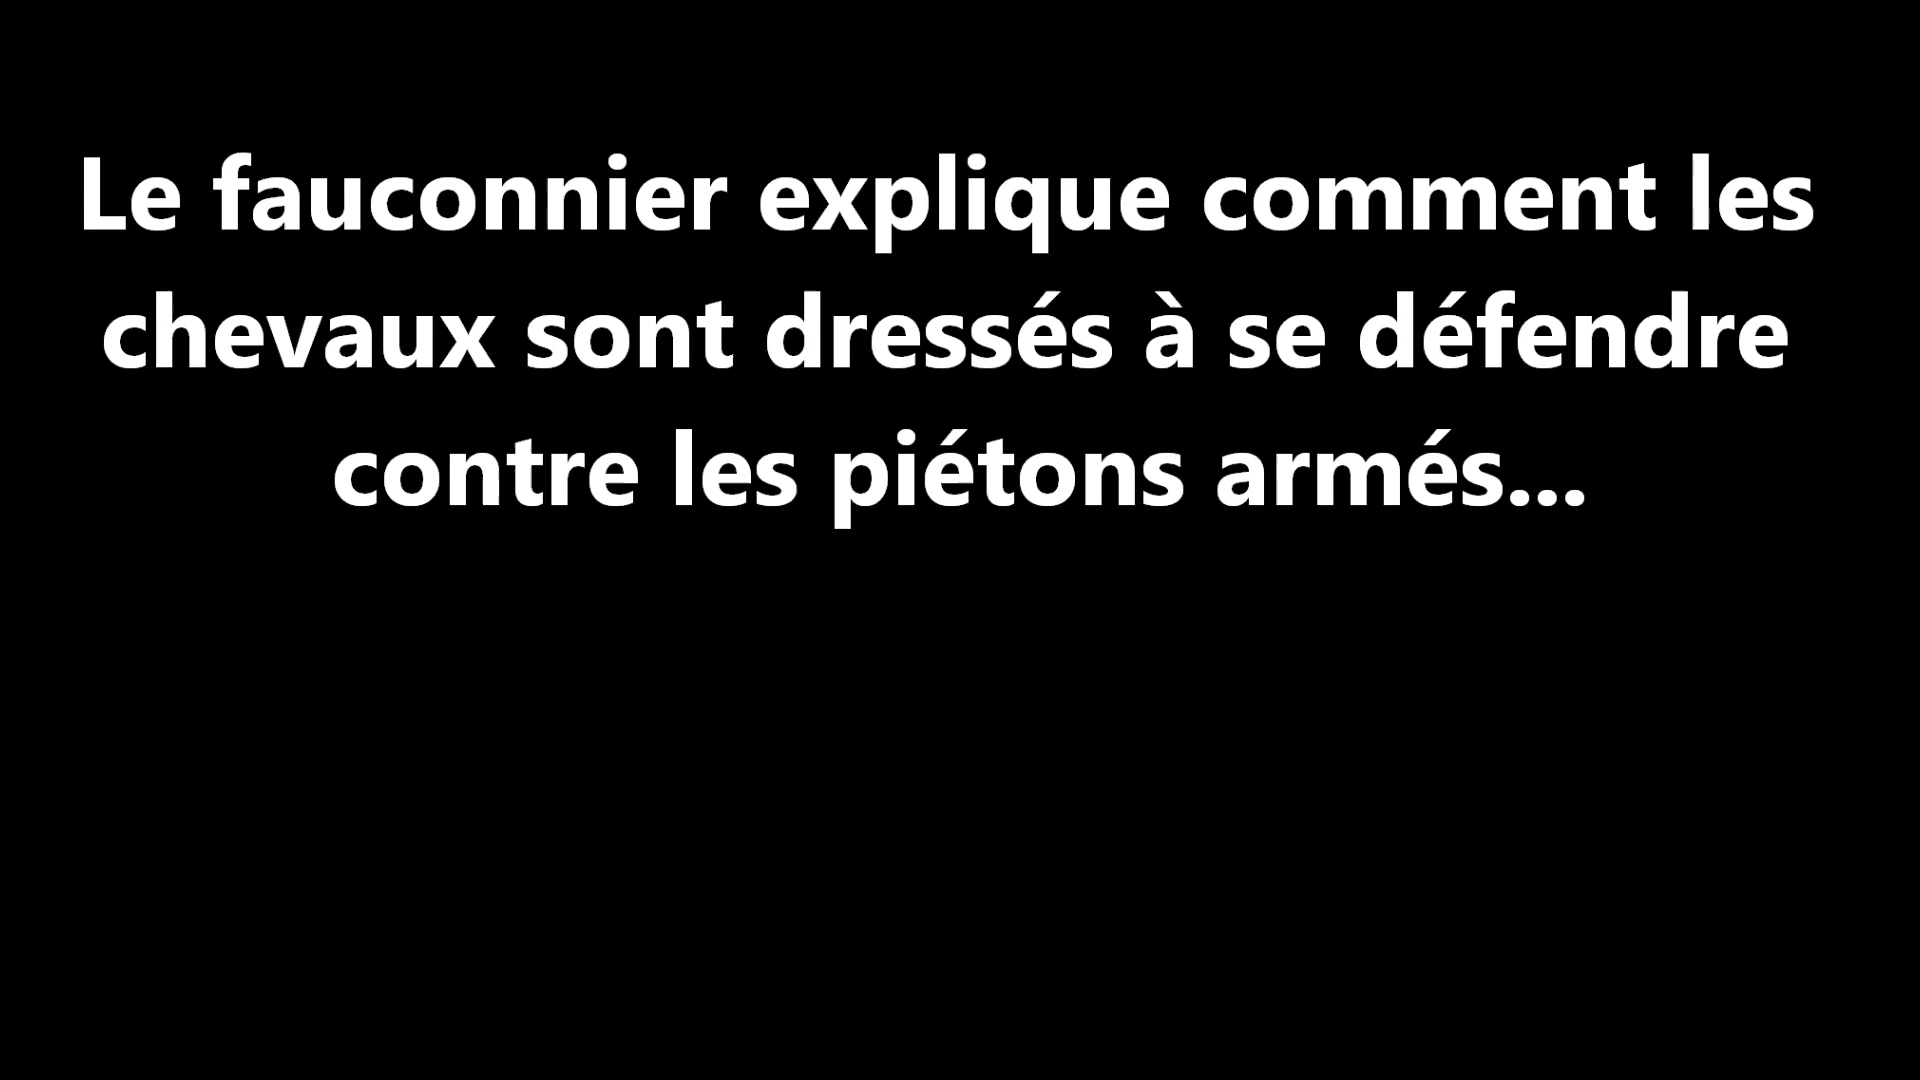 Le fauconnier explique comment les
chevaux sont dressés à se défendre
contre les piétons armés...